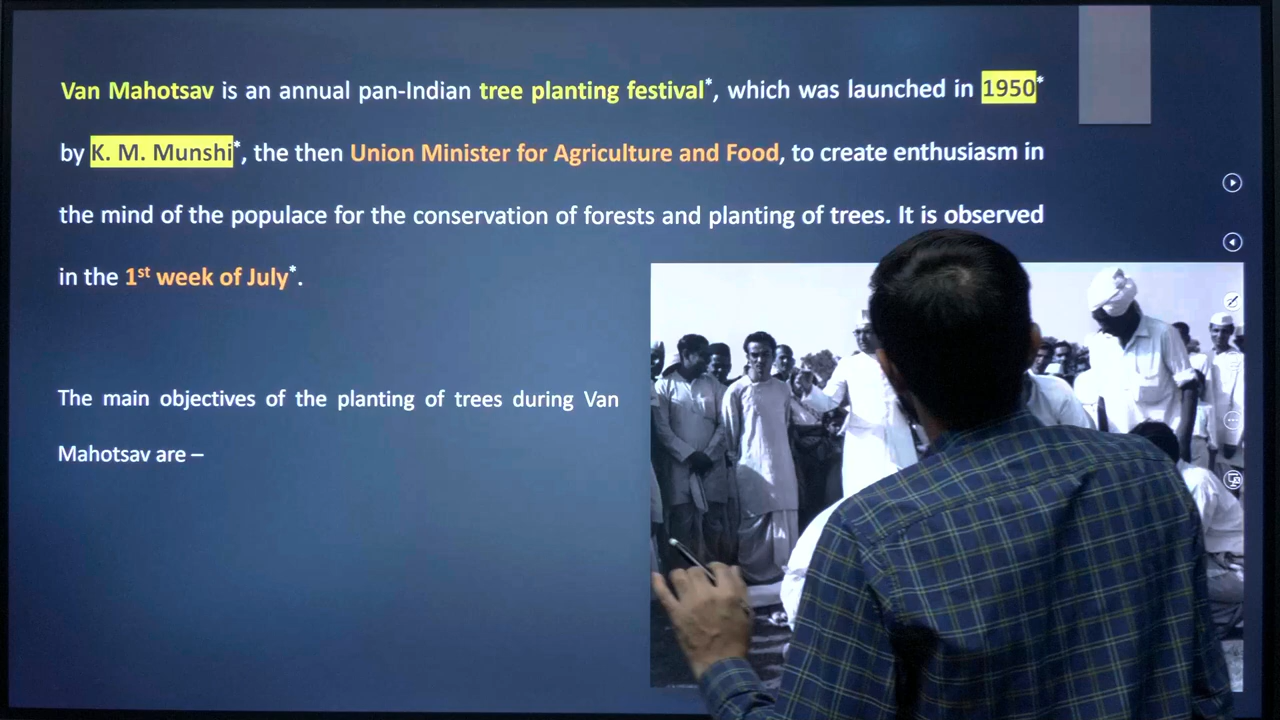 Van Mahotsav is an annual pan-Indian tree planting festival*, which was launched in 1950*
by K. M. Munshi*, the then Union Minister for Agriculture and Food, to create enthusiasm in
the mind of the populace for the conservation of forests and planting of trees. It is observed
in the 1st week of July*.
The main objectives of the planting of trees during Van
Mahotsav are –